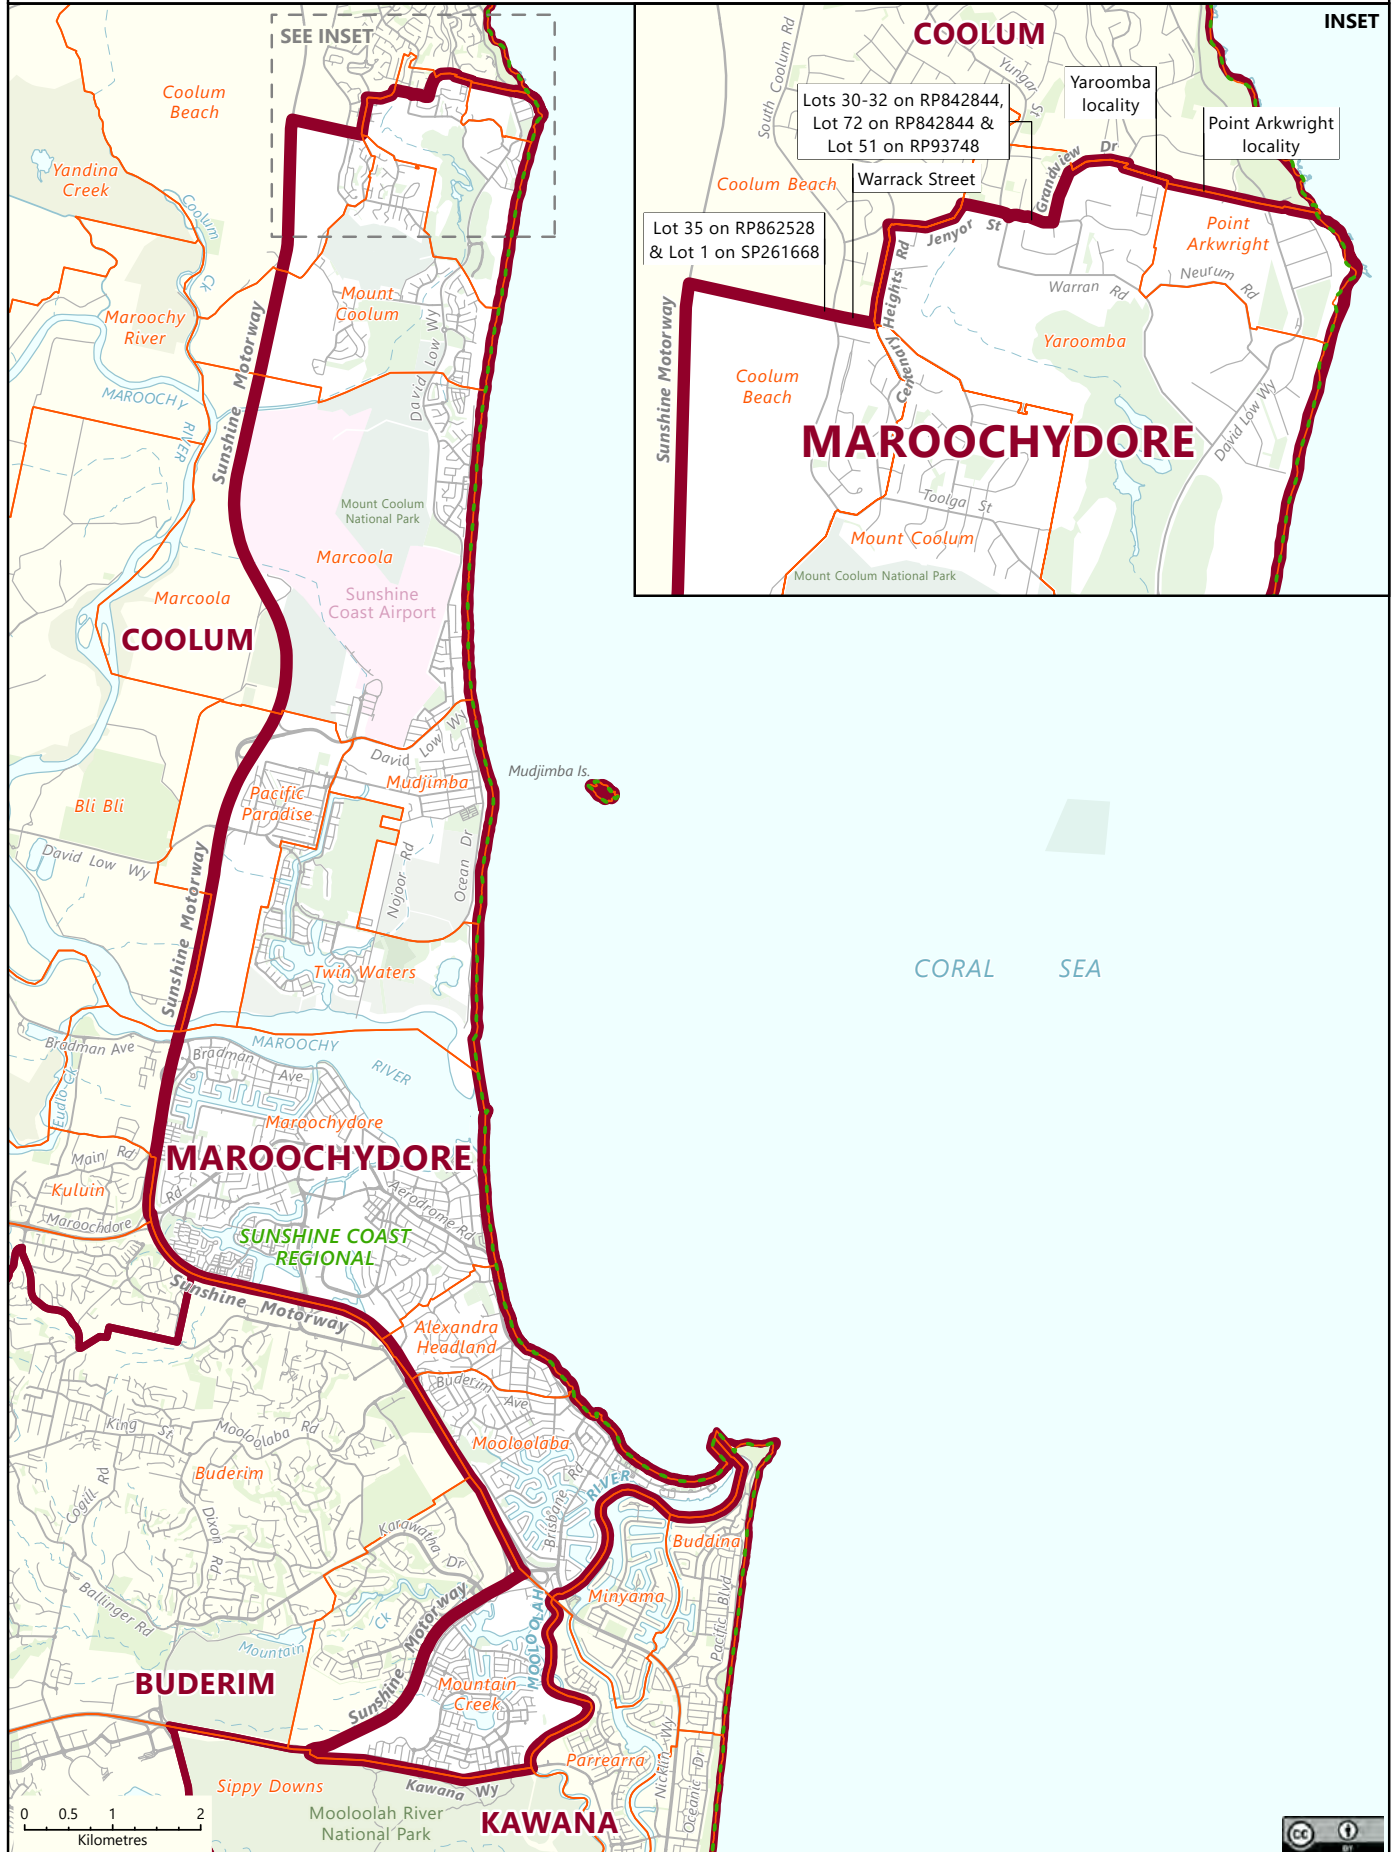 SEE INSET
Coolum
Beach
Yandina
Creek
Coolum
Ck
Maroochy
River
MAROOCHY
RIVER
Sunshine Motorway
Mount
Coolum
David Low Wy
Mount Coolum
National Park
Marcoola
Sunshine
Coast Airport
Marcoola
COOLUM
INSET
COOLUM
South Coolum Rd
Yungar St
Lots 30-32 on RP842844,
Lot 72 on RP842844 &
Lot 51 on RP93748
Yaroomba
locality
Point Arkwright
locality
Grandview Dr
Coolum Beach
Warrack Street
Lot 35 on RP862528
& Lot 1 on SP261668
Jenyor St
Point
Arkwright
Neurum Rd
Warran Rd
Yaroomba
Sunshine Motorway
Centenary Heights Rd
Coolum
Beach
David Low Wy
MAROOCHYDORE
Toolga St
Mount Coolum
Mount Coolum National Park
David Low Wy
Mudjimba
Mudjimba Is.
Pacific
Paradise
Bli Bli
David Low Wy
Nojoor Rd
Ocean Dr
Sunshine Motorway
Twin Waters
CORAL SEA
MAROOCHY
RIVER
Bradman Ave
Bradman
Ave
Eudlo Ck
Maroochydore
MAROOCHYDORE
Main Rd
Kuluin
Maroochdore
Rd
Aerodrome Rd
SUNSHINE COAST
REGIONAL
Sunshine Motorway
Alexandra
Headland
Buderim
Ave
King St
Mooloolaba Rd
Mooloolaba
Buderim
Cogill Rd
Dixon Rd
Brisbane Rd
RIVER
Karawatha Dr
Buddina
Ballinger Rd
Minyama
MOOLOOLAH
Pacific Blvd
Mountain
Ck
Sunshine Motorway
BUDERIM
Mountain
Creek
Parrearra
Nicklin Wy
Oceanic Dr
Sippy Downs
Kawana Wy
Mooloolah River
National Park
KAWANA
0 0.5 1 2
Kilometres
cc
BY